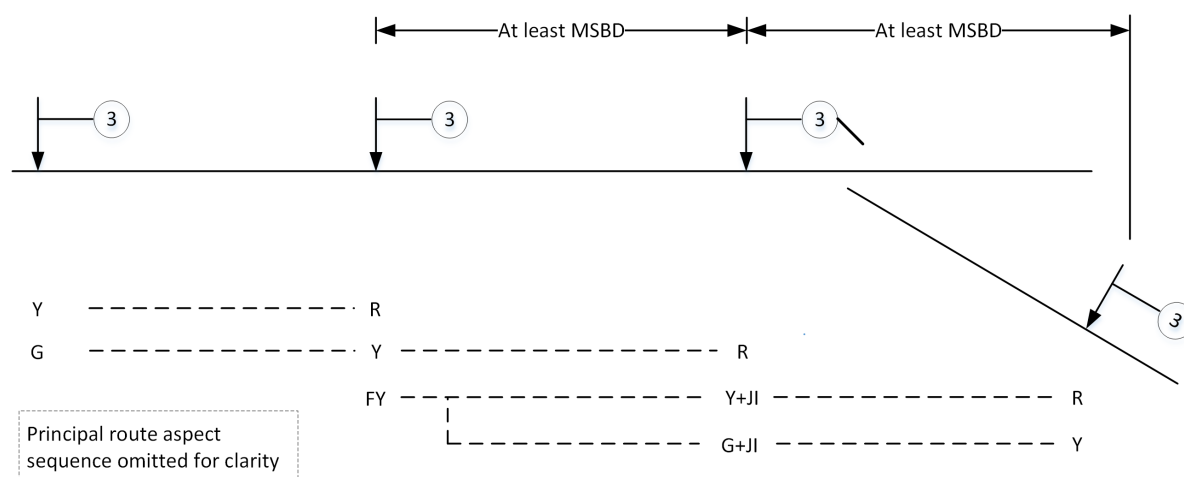 At least MSBD At least MSBD
3 3 3
3
Y R
G Y R
FY Y+JI R
G+JI Y
Principal route aspect
sequence omitted for clarity